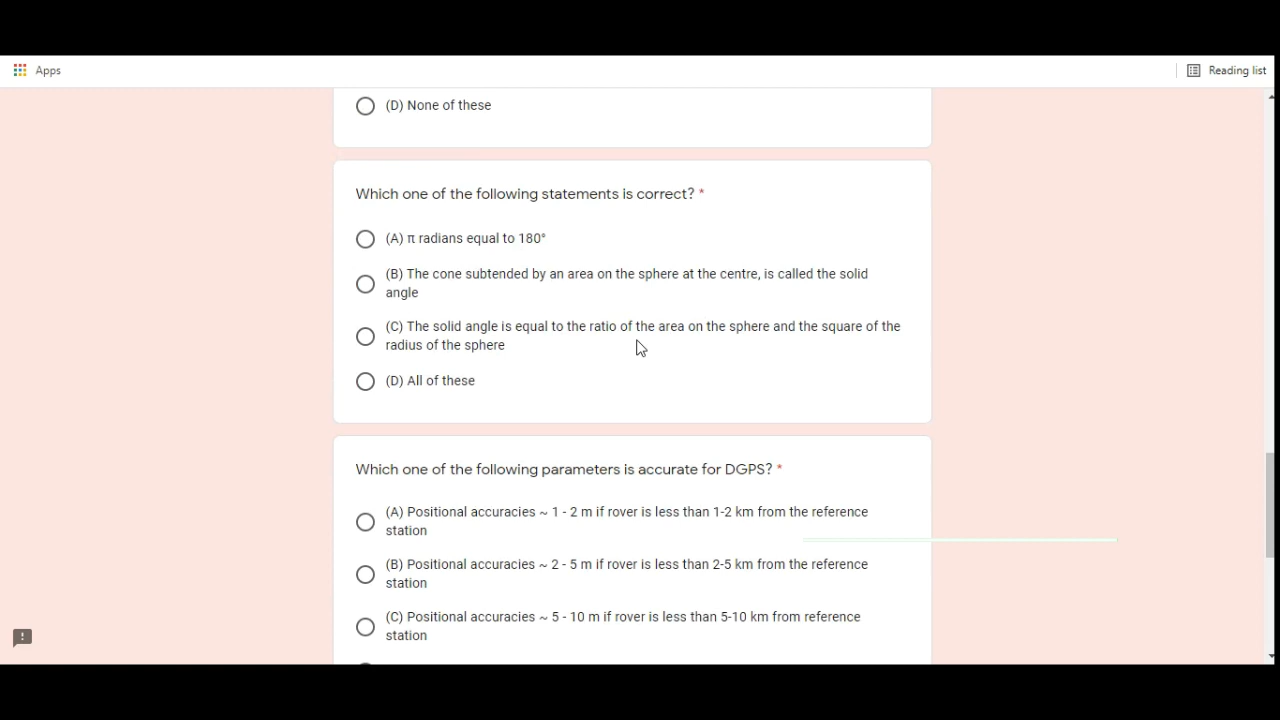 Apps
Reading list
(D) None of these
Which one of the following statements is correct? *
(A) π radians equal to 180°
(B) The cone subtended by an area on the sphere at the centre, is called the solid
angle
(C) The solid angle is equal to the ratio of the area on the sphere and the square of the
radius of the sphere
(D) All of these
Which one of the following parameters is accurate for DGPS? *
(A) Positional accuracies ~ 1 - 2 m if rover is less than 1-2 km from the reference
station
(B) Positional accuracies ~ 2 - 5 m if rover is less than 2-5 km from the reference
station
(C) Positional accuracies ~ 5 - 10 m if rover is less than 5-10 km from reference
station